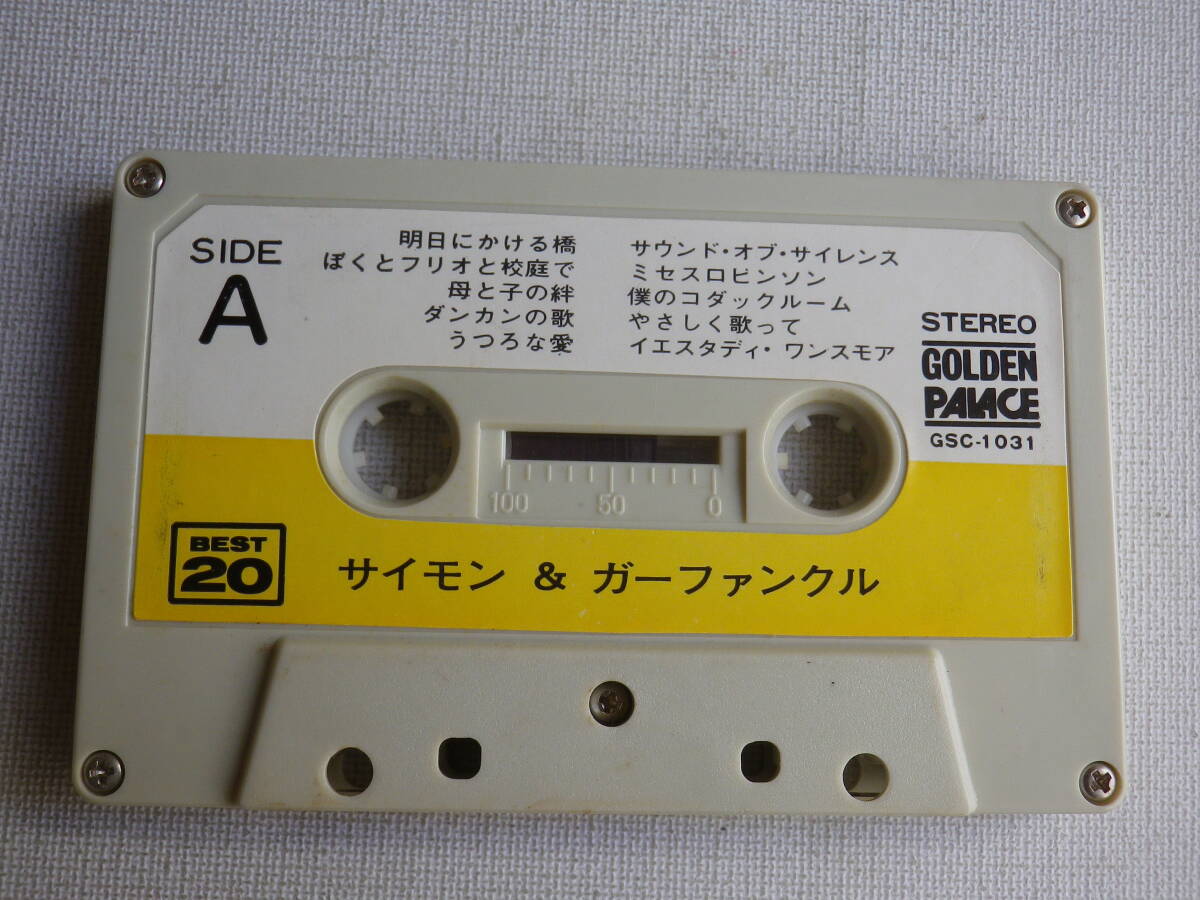 SIDE
A
明日にかける橋
ぼくとフリオと校庭で
母と子の絆
ダンカンの歌
うつろな愛
サウンド・オブ・サイレンス
ミセスロビンソン
僕のコダックルーム
やさしく歌って
イエスタディ・ワンスモア
STEREO
GOLDEN
PALACE
GSC-1031
100 50 0
BEST
20
サイモン & ガーファンクル